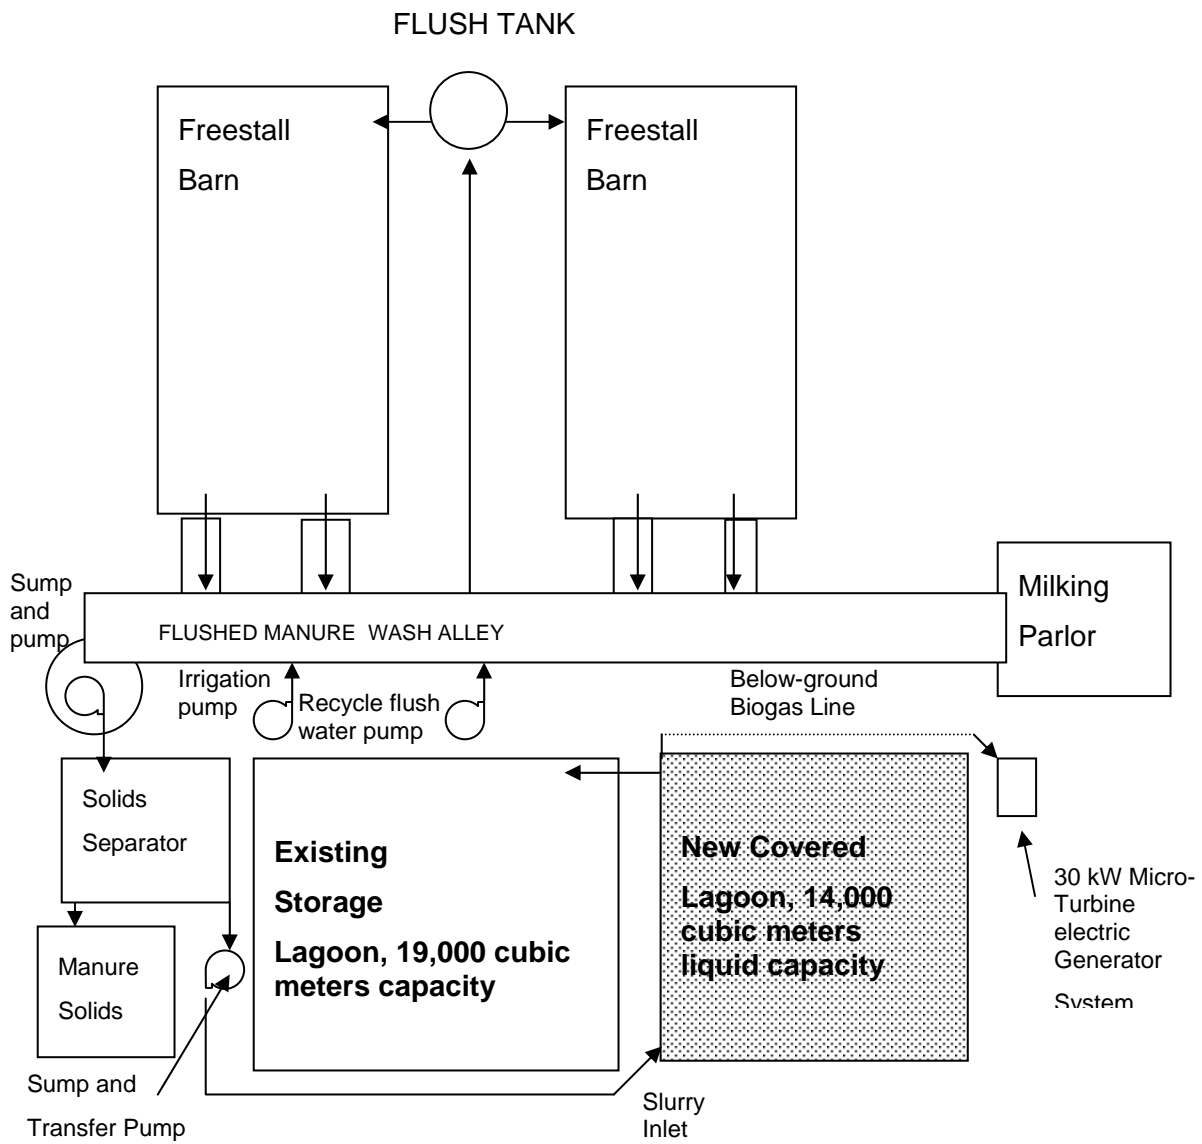 FLUSH TANK
Freestall
Barn
Freestall
Barn
Sump
and
pump
FLUSHED MANURE WASH ALLEY
Milking
Parlor
Irrigation
pump
Recycle flush
water pump
Below-ground
Biogas Line
Solids
Separator
Existing
Storage
Lagoon, 19,000 cubic
meters capacity
New Covered
Lagoon, 14,000
cubic meters
liquid capacity
30 kW Micro-
Turbine
electric
Generator
System
Manure
Solids
Sump and
Transfer Pump
Slurry
Inlet